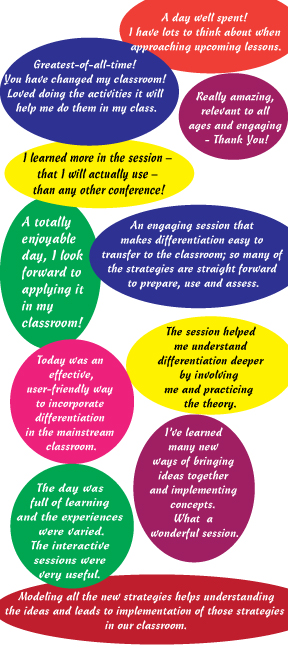 A day well spent!
I have lots to think about when
approaching upcoming lessons.
Greatest-of-all-time!
You have changed my classroom!
Loved doing the activities it will
help me do them in my class.
Really amazing,
relevant to all
ages and engaging
- Thank You!
I learned more in the session –
that I will actually use –
than any other conference!
A totally
enjoyable
day, I look
forward to
applying it
in my
classroom!
An engaging session that
makes differentiation easy to
transfer to the classroom; so many of
the strategies are straight forward
to prepare, use and assess.
The session helped
me understand
differentiation deeper
by involving
me and practicing
the theory.
Today was an
effective,
user-friendly way
to incorporate
differentiation
in the mainstream
classroom.
I've learned
many new
ways of bringing
ideas together
and implementing
concepts.
What a
wonderful session.
The day was
full of learning
and the experiences
were varied.
The interactive
sessions were
very useful.
Modeling all the new strategies helps understanding
the ideas and leads to implementation of those strategies
in our classroom.